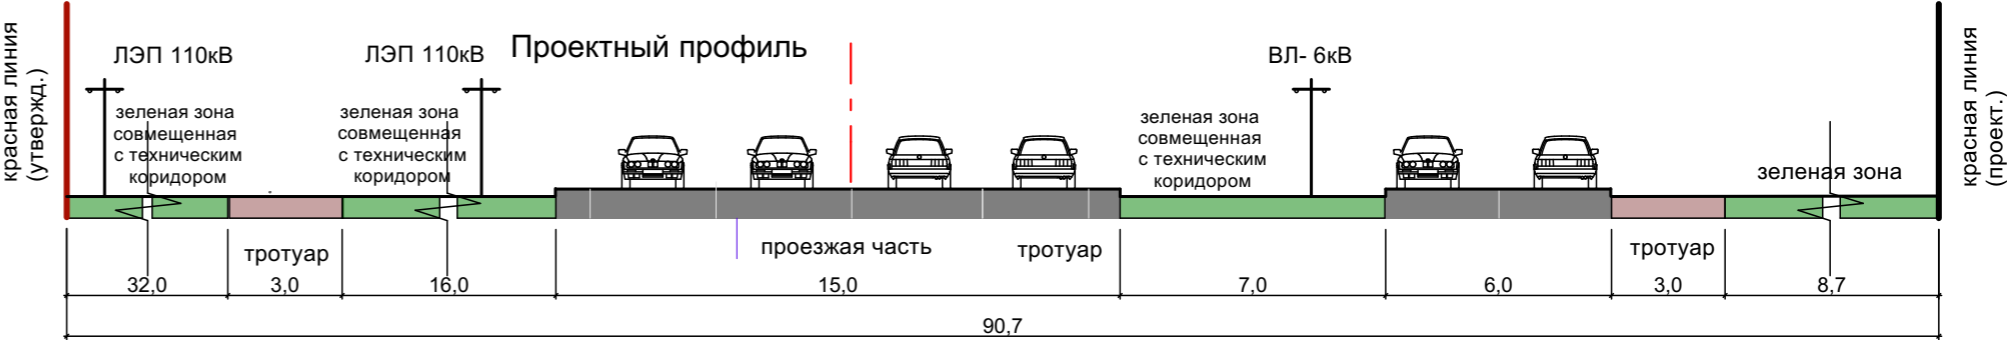 красная линия
(утвержд.)
ЛЭП 110кВ
ЛЭП 110кВ
Проектный профиль
ВЛ- 6кВ
красная линия
(проект.)
зеленая зона
совмещенная
с техническим
коридором
зеленая зона
совмещенная
с техническим
коридором
зеленая зона
совмещенная
с техническим
коридором
зеленая зона
тротуар
проезжая часть
тротуар
тротуар
32,0
3,0
16,0
15,0
7,0
6,0
3,0
8,7
90,7